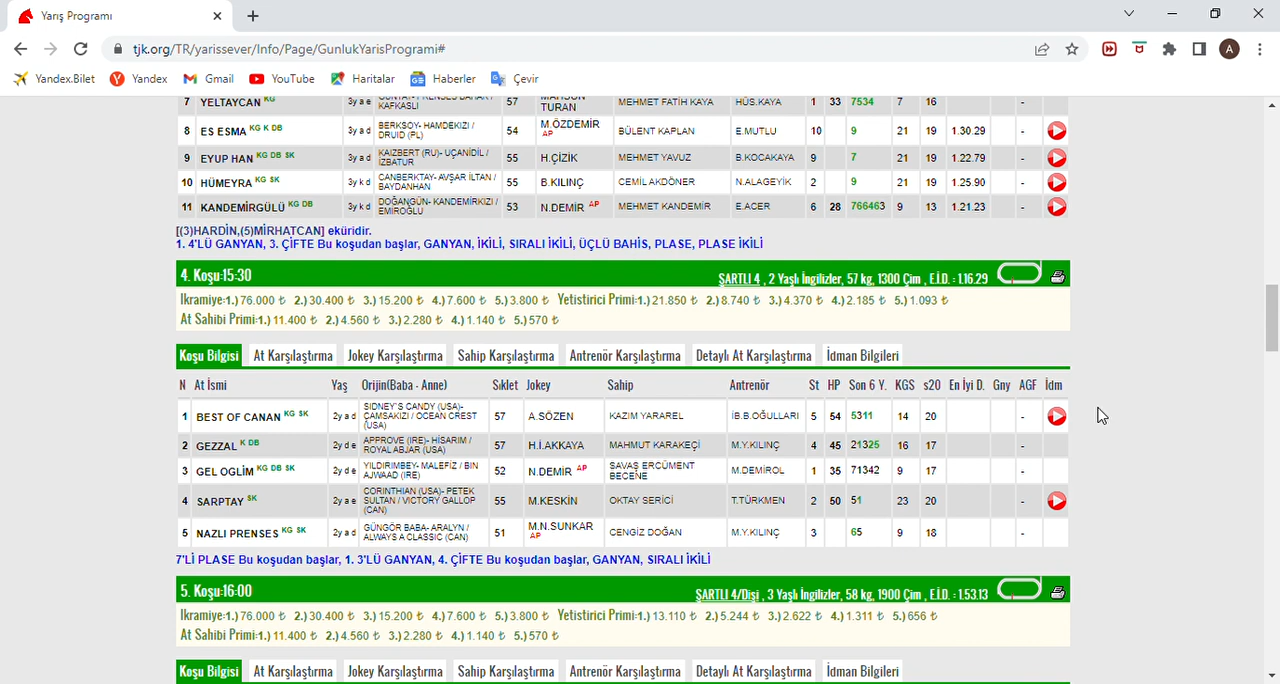 Yarış Programı
tjk.org/TR/yarissever/Info/Page/GunlukYarisProgrami#
A
Yandex.Bilet Yandex Gmail YouTube Haritalar Haberler Çevir
7 YELTAYCAN KG 3y a e KAFKASLI 57 TURAN MEHMET FATİH KAYA HÜS.KAYA 1 33 7534 7 16 -
8 ES ESMA KG K DB 3y a d BERKSOY- HAMDEKIZI / DRUID (PL) 54 M.ÖZDEMİR AP BÜLENT KAPLAN E.MUTLU 10 9 21 19 1.30.29 -
9 EYUP HAN KG DB SK 3y a d KAIZBERT (RU)- UÇANİDİL / İZBATUR 55 H.ÇİZİK MEHMET YAVUZ B.KOCAKAYA 9 7 21 19 1.22.79 -
10 HÜMEYRA KG SK 3y k d CANBERKTAY- AVŞAR İLTAN / BAYDANHAN 55 B.KILINÇ CEMİL AKDÖNER N.ALAGEYİK 2 9 21 19 1.25.90 -
11 KANDEMİRGÜLÜ KG DB 3y k d DOĞANGÜN- KANDEMİRKIZI / EMİROĞLU 53 N.DEMİR AP MEHMET KANDEMİR E.ACER 6 28 766463 9 13 1.21.23 -
[(3)HARDİN,(5)MİRHATCAN] eküridir.
1. 4'LÜ GANYAN, 3. ÇİFTE Bu koşudan başlar, GANYAN, İKİLİ, SIRALI İKİLİ, ÜÇLÜ BAHİS, PLASE, PLASE İKİLİ
4. Koşu:15:30 ŞARTLI 4 , 2 Yaşlı İngilizler, 57 kg, 1300 Çim , E.İ.D. : 1.16.29
Ikramiye:1.) 76.000 ₺ 2.) 30.400 ₺ 3.) 15.200 ₺ 4.) 7.600 ₺ 5.) 3.800 ₺ Yetistirici Primi:1.) 21.850 ₺ 2.) 8.740 ₺ 3.) 4.370 ₺ 4.) 2.185 ₺ 5.) 1.093 ₺
At Sahibi Primi:1.) 11.400 ₺ 2.) 4.560 ₺ 3.) 2.280 ₺ 4.) 1.140 ₺ 5.) 570 ₺
Koşu Bilgisi At Karşılaştırma Jokey Karşılaştırma Sahip Karşılaştırma Antrenör Karşılaştırma Detaylı At Karşılaştırma İdman Bilgileri
N At İsmi Yaş Orijin(Baba - Anne) Sıklet Jokey Sahip Antrenör St HP Son 6 Y. KGS s20 En İyi D. Gny AGF İdm
1 BEST OF CANAN KG SK 2y a d SIDNEY'S CANDY (USA)- ÇAMSAKIZI / OCEAN CREST (USA) 57 A.SÖZEN KAZIM YARAREL İB.B.OĞULLARI 5 54 5311 14 20 -
2 GEZZAL K DB 2y d e APPROVE (IRE)- HİSARIM / ROYAL ABJAR (USA) 57 H.İ.AKKAYA MAHMUT KARAKEÇİ M.Y.KILINÇ 4 45 21325 16 17 -
3 GEL OGLİM KG DB SK 2y d e YILDIRIMBEY- MALEFİZ / BIN AJWAAD (IRE) 52 N.DEMİR AP SAVAŞ ERCÜMENT BECENE M.DEMİROL 1 35 71342 9 17 -
4 SARPTAY SK 2y a e CORINTHIAN (USA)- PETEK SULTAN / VICTORY GALLOP (CAN) 55 M.KESKİN OKTAY SERİCİ T.TÜRKMEN 2 50 51 23 20 -
5 NAZLI PRENSES KG SK 2y a d GÜNGÖR BABA- ARALYN / ALWAYS A CLASSIC (CAN) 51 M.N.SUNKAR AP CENGİZ DOĞAN M.Y.KILINÇ 3 65 9 18 -
7'Lİ PLASE Bu koşudan başlar, 1. 3'LÜ GANYAN, 4. ÇİFTE Bu koşudan başlar, GANYAN, SIRALI İKİLİ
5. Koşu:16:00 ŞARTLI 4/Dişi , 3 Yaşlı İngilizler, 58 kg, 1900 Çim , E.İ.D. : 1.53.13
Ikramiye:1.) 76.000 ₺ 2.) 30.400 ₺ 3.) 15.200 ₺ 4.) 7.600 ₺ 5.) 3.800 ₺ Yetistirici Primi:1.) 13.110 ₺ 2.) 5.244 ₺ 3.) 2.622 ₺ 4.) 1.311 ₺ 5.) 656 ₺
At Sahibi Primi:1.) 11.400 ₺ 2.) 4.560 ₺ 3.) 2.280 ₺ 4.) 1.140 ₺ 5.) 570 ₺
Koşu Bilgisi At Karşılaştırma Jokey Karşılaştırma Sahip Karşılaştırma Antrenör Karşılaştırma Detaylı At Karşılaştırma İdman Bilgileri